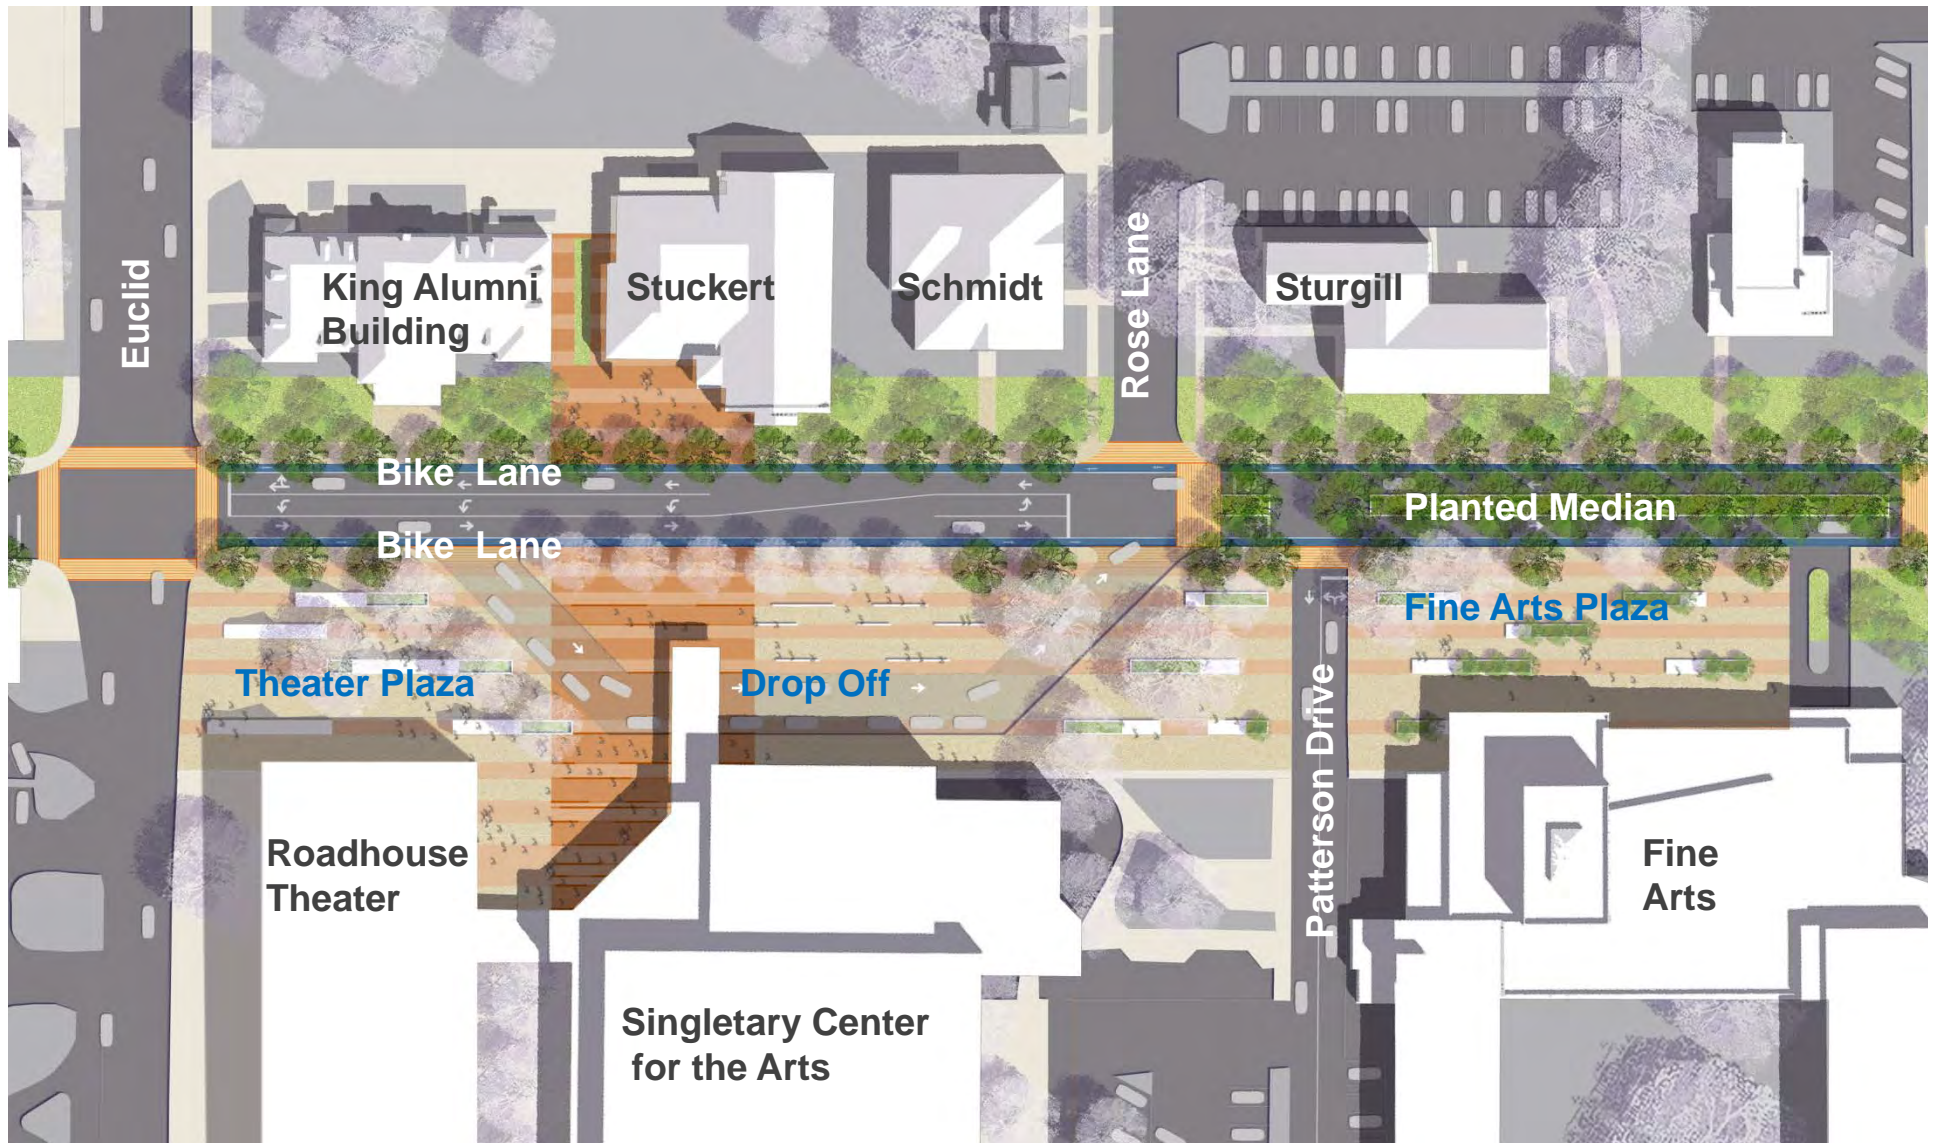 Euclid
King Alumni
Building
Stuckert
Schmidt
Rose Lane
Sturgill
Bike Lane
Planted Median
Bike Lane
Fine Arts Plaza
Theater Plaza
Drop Off
Patterson Drive
Roadhouse
Theater
Fine
Arts
Singletary Center
for the Arts